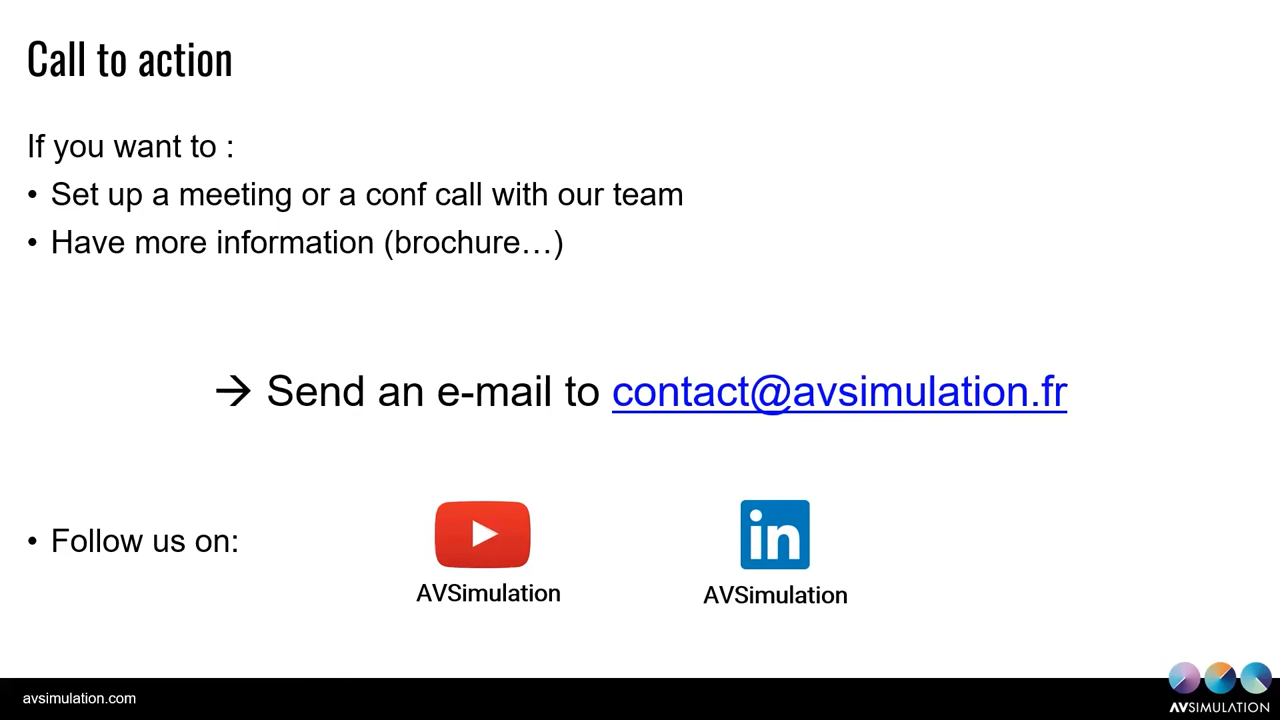 Call to action
If you want to :
• Set up a meeting or a conf call with our team
• Have more information (brochure…)
→ Send an e-mail to contact@avsimulation.fr
• Follow us on:
in
AVSimulation
AVSimulation
avsimulation.com
AVSIMULATION